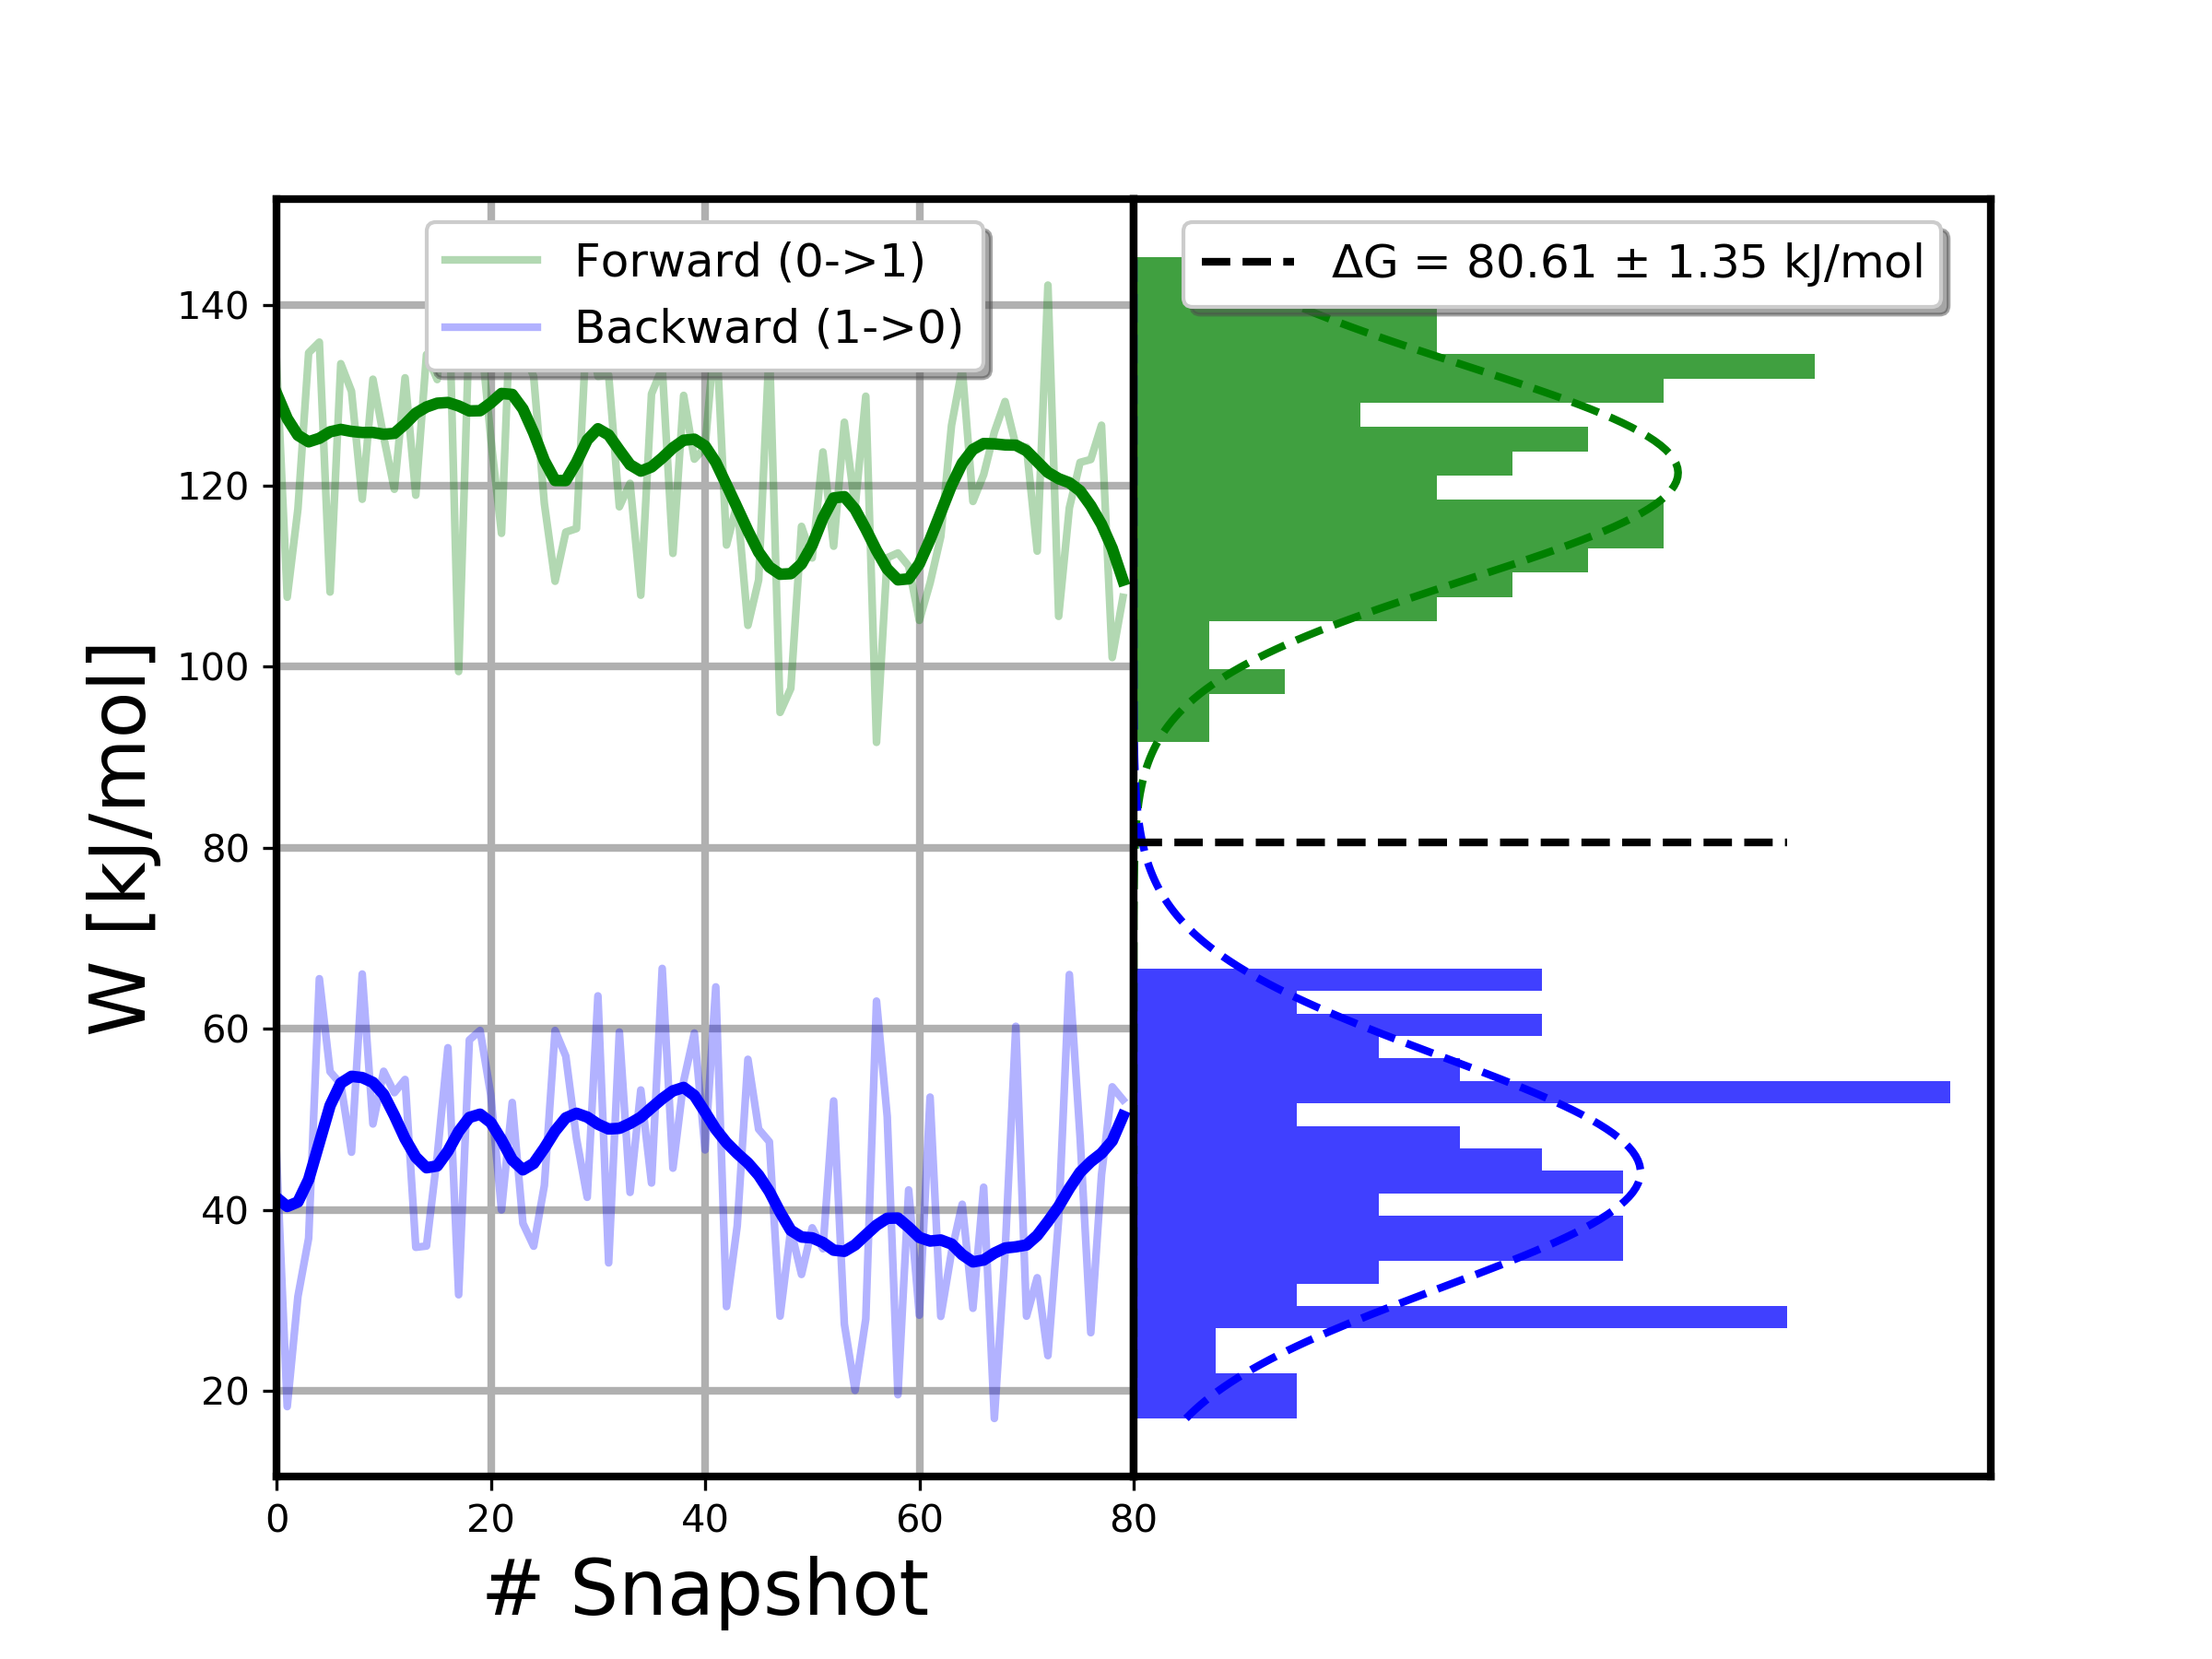 Forward (0->1)
Backward (1->0)
ΔG = 80.61 ± 1.35 kJ/mol
W [kJ/mol]
140
120
100
80
60
40
20
0 20 40 60 80
# Snapshot